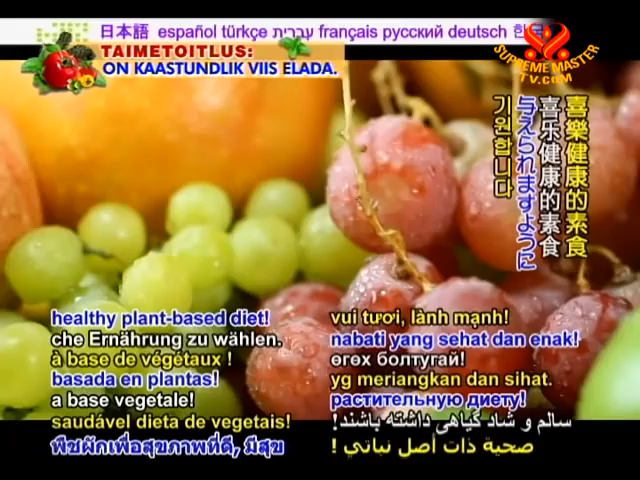 日本語 español türkçe עברית français русский deutsch 한국
TAIMETOITLUS:
ON KAASTUNDLIK VIIS ELADA.
SUPREME MASTER
TV.COM
喜樂健康的素食
喜乐健康的素食
与えられますように
기원합니다
healthy plant-based diet!
che Ernährung zu wählen.
à base de végétaux !
basada en plantas!
a base vegetale!
saudável dieta de vegetais!
พืชผักเพื่อสุขภาพที่ดี, มีสุข
vui tươi, lành mạnh!
nabati yang sehat dan enak!
өгөх болтугай!
yg meriangkan dan sihat.
растительную диету!
سالم و شاد گیاهی داشته باشند!
صحية ذات أصل نباتي !